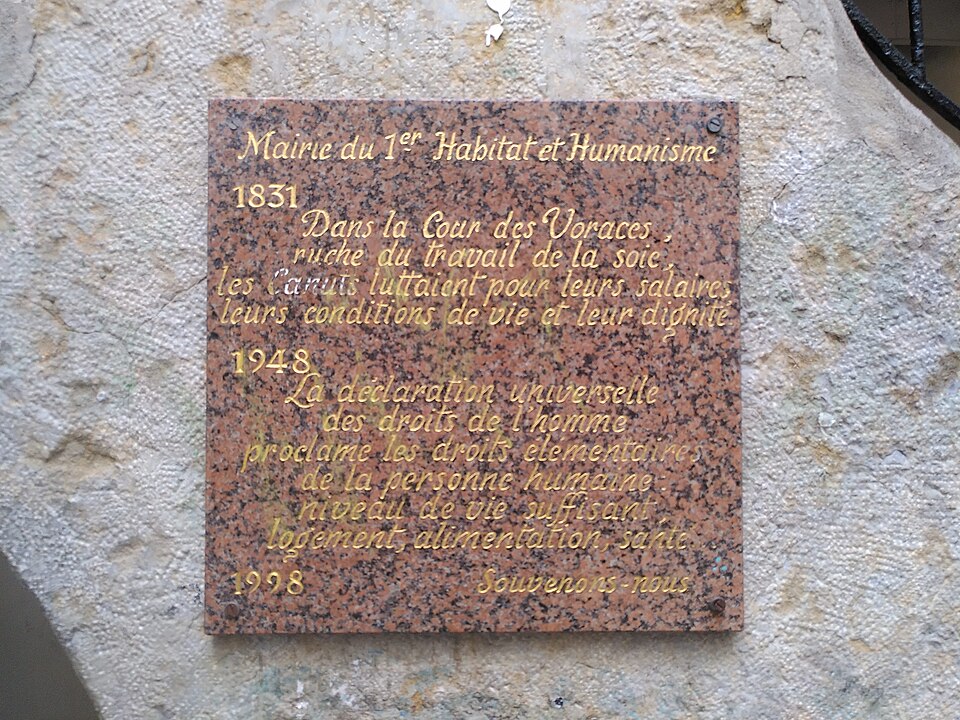 Mairie du 1er Habitat et Humanisme
1831
Dans la Cour des Voraces,
ruche du travail de la soie,
les Canuts luttaient pour leurs salaires
leurs conditions de vie et leur dignité
1948
La déclaration universelle
des droits de l'homme
proclame les droits élémentaires
de la personne humaine :
niveau de vie suffisant,
logement, alimentation, santé
1998 Souvenons-nous